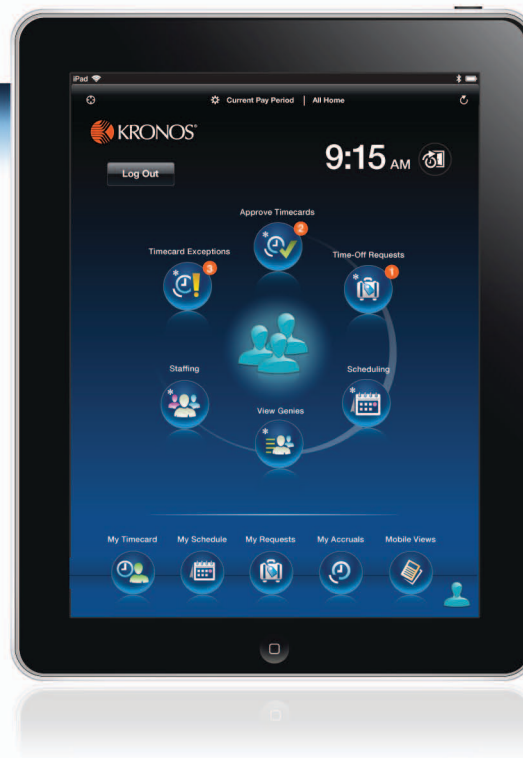 iPad
Current Pay Period | All Home
KRONOS®
9:15 AM
Log Out
Approve Timecards
2
Timecard Exceptions
3
Time-Off Requests
1
Staffing
Scheduling
View Genies
My Timecard
My Schedule
My Requests
My Accruals
Mobile Views